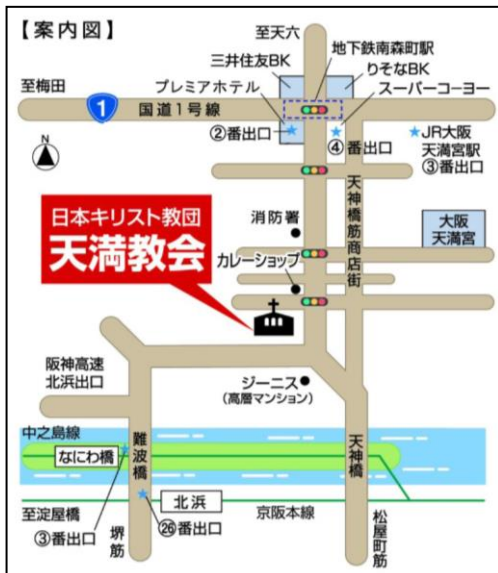 【案内図】
至天六
三井住友BK
地下鉄南森町駅
りそなBK
至梅田
プレミアホテル
スーパーコーヨー
1
国道1号線
②番出口
④番出口
JR大阪
天満宮駅
③番出口
N
日本キリスト教団
天満教会
消防署
天神橋筋商店街
大阪
天満宮
カレーショップ
阪神高速
北浜出口
ジーニス
(高層マンション)
中之島線
なにわ橋
難波橋
天神橋
北浜
至淀屋橋
京阪本線
③番出口
堺筋
㉖番出口
松屋町筋